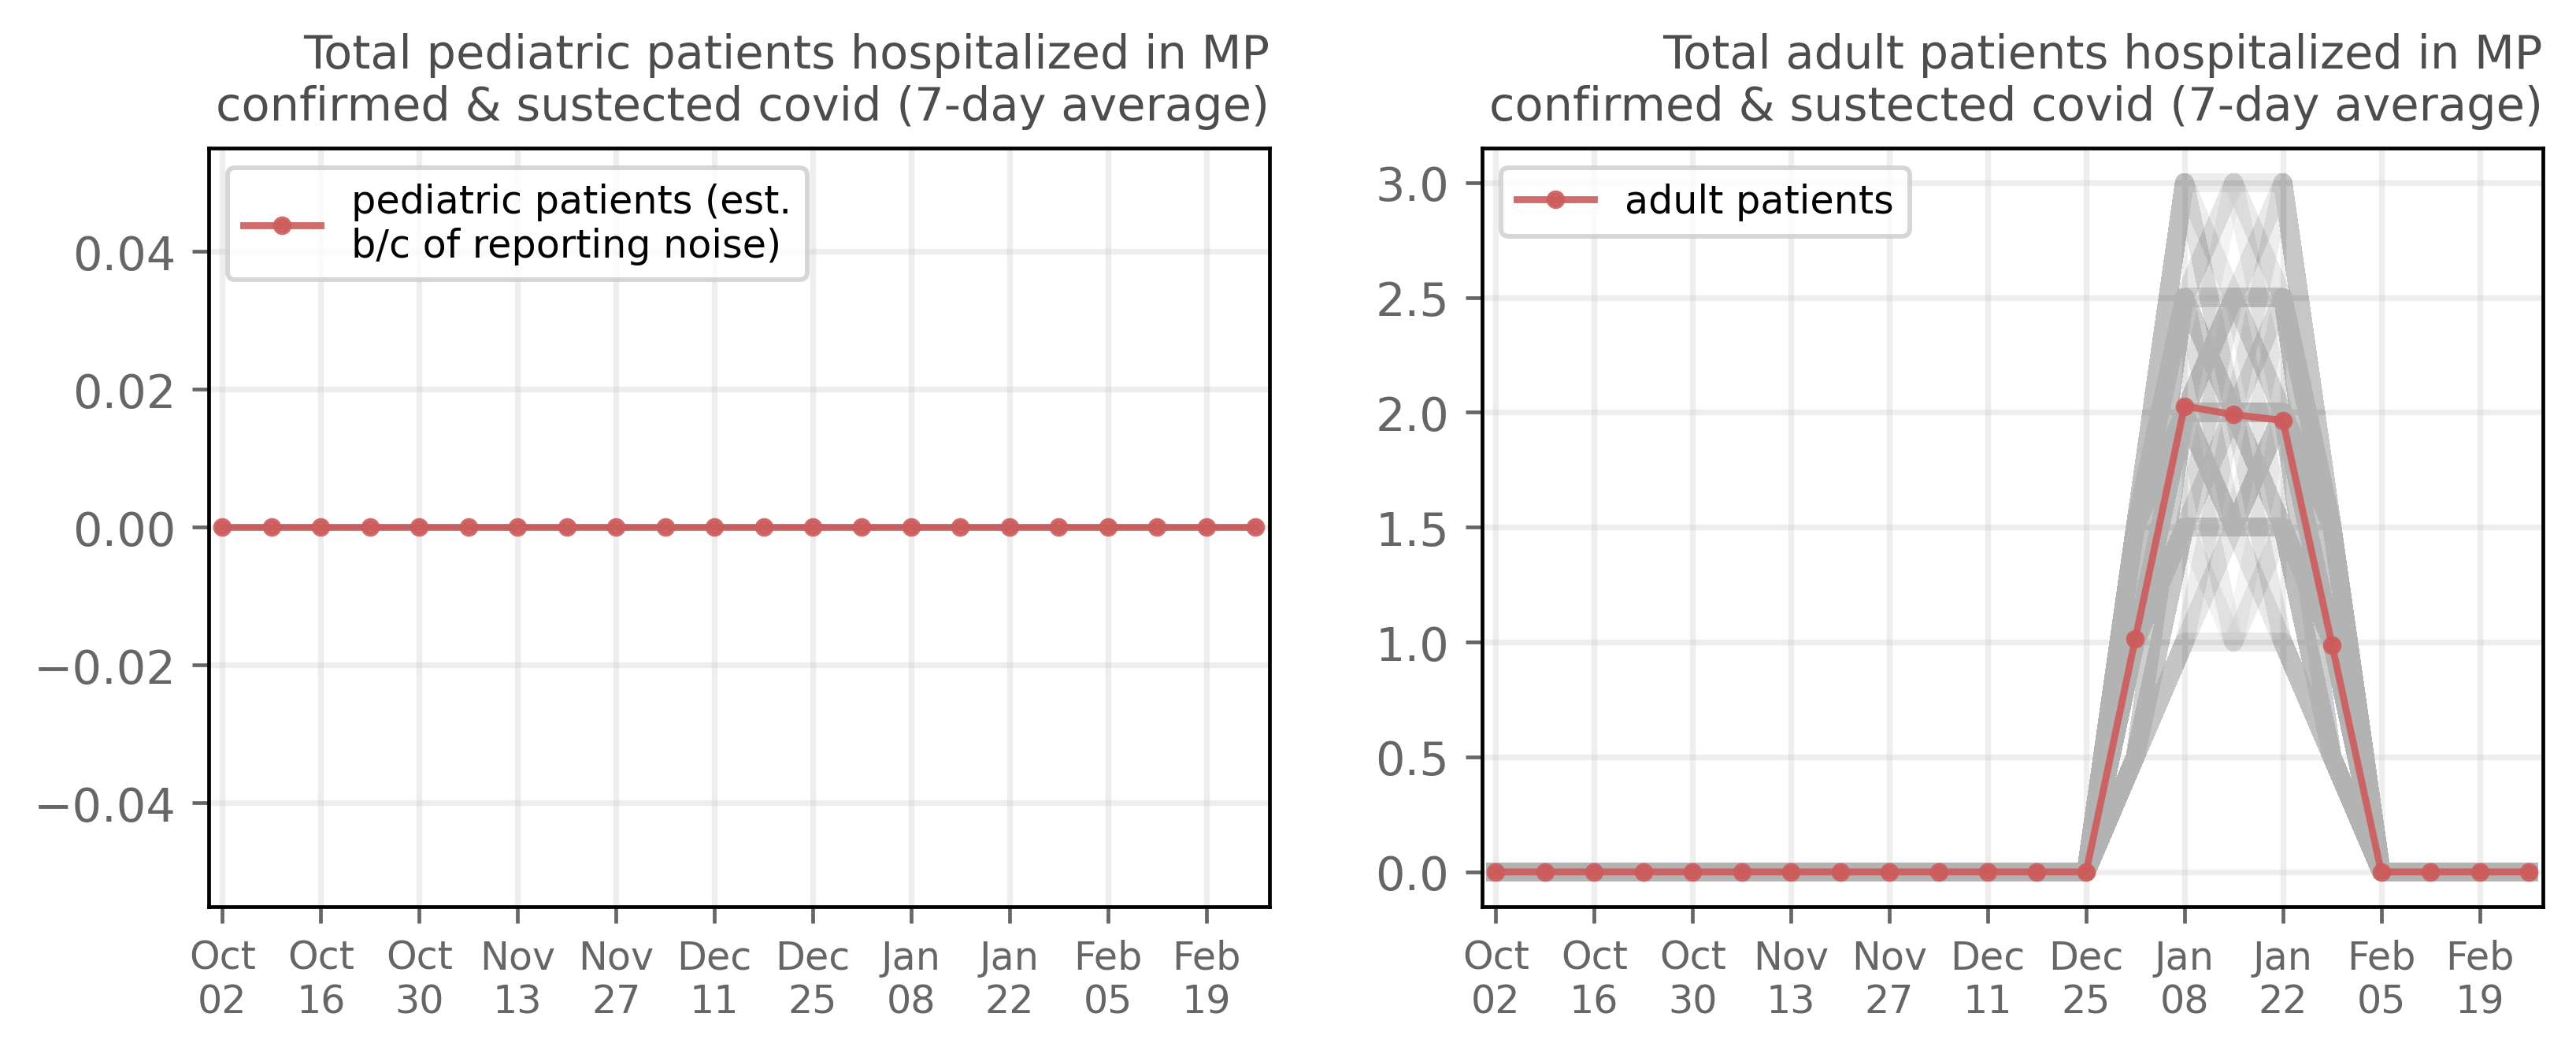 Total pediatric patients hospitalized in MP
confirmed & sustected covid (7-day average)
pediatric patients (est.
b/c of reporting noise)
0.04
0.02
0.00
−0.02
−0.04
Oct Oct Oct Nov Nov Dec Dec Jan Jan Feb Feb
02 16 30 13 27 11 25 08 22 05 19
Total adult patients hospitalized in MP
confirmed & sustected covid (7-day average)
adult patients
3.0
2.5
2.0
1.5
1.0
0.5
0.0
Oct Oct Oct Nov Nov Dec Dec Jan Jan Feb Feb
02 16 30 13 27 11 25 08 22 05 19